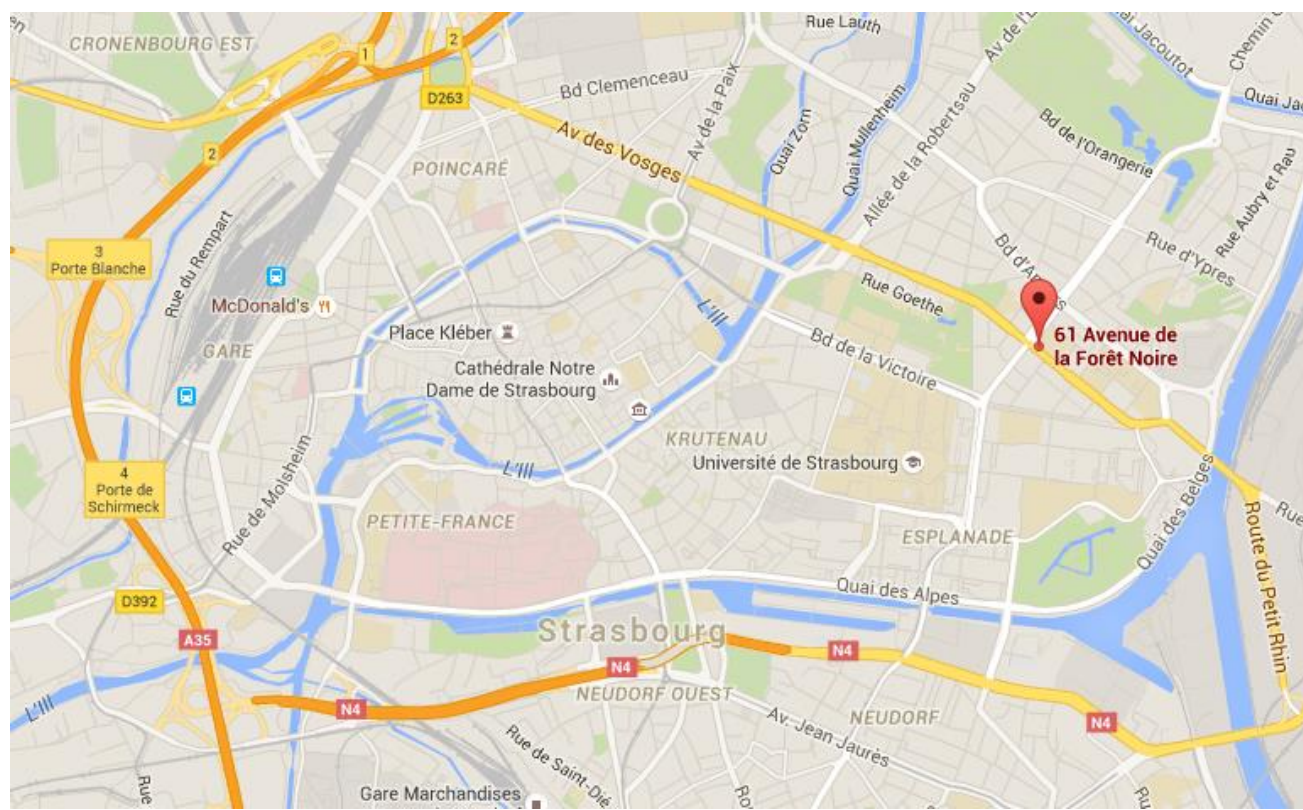 Rue Lauth
Av de l'E
Quai Jacoutot
Chemin G
CRONENBOURG EST
1
2
D263
Bd Clemenceau
Av de la Paix
Quai Zorn
Quai Mullenheim
Allée de la Robertsau
Quai Jac
Bd de l'Orangerie
Rue Aubry et Rau
2
POINCARÉ
Av des Vosges
Rue d'Ypres
3
Porte Blanche
Rue du Rempart
McDonald's
GARE
Place Kléber
Cathédrale Notre
Dame de Strasbourg
L'Ill
Rue Goethe
Bd de la Victoire
61 Avenue de
la Forêt Noire
KRUTENAU
Université de Strasbourg
4
Porte de
Schirmeck
Rue de Molsheim
L'Ill
PETITE-FRANCE
ESPLANADE
Quai des Belges
Rue
Route du Petit Rhin
D392
Quai des Alpes
A35
Strasbourg
N4
N4
N4
N4
L'Ill
NEUDORF OUEST
NEUDORF
Av. Jean Jaurès
Rue de Saint-Dié
Gare Marchandises
Rue